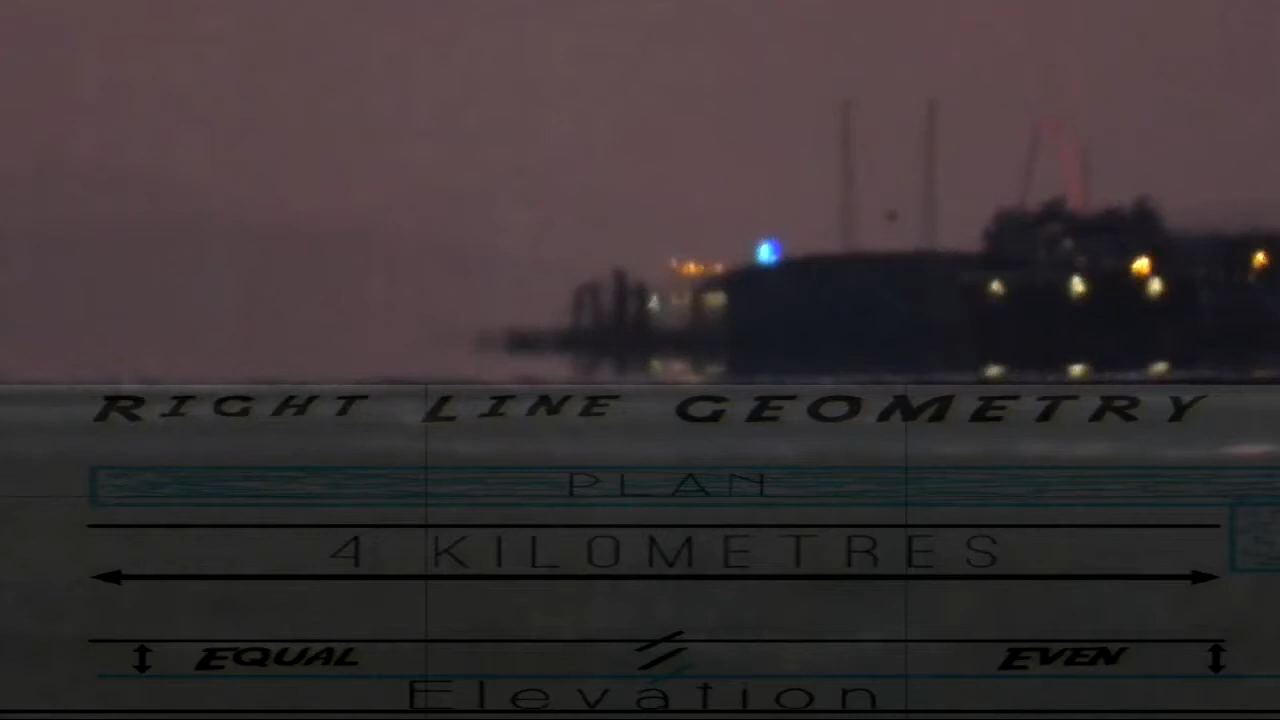 RIGHT LINE GEOMETRY
PLAN
4 KILOMETRES
EQUAL EVEN
Elevation